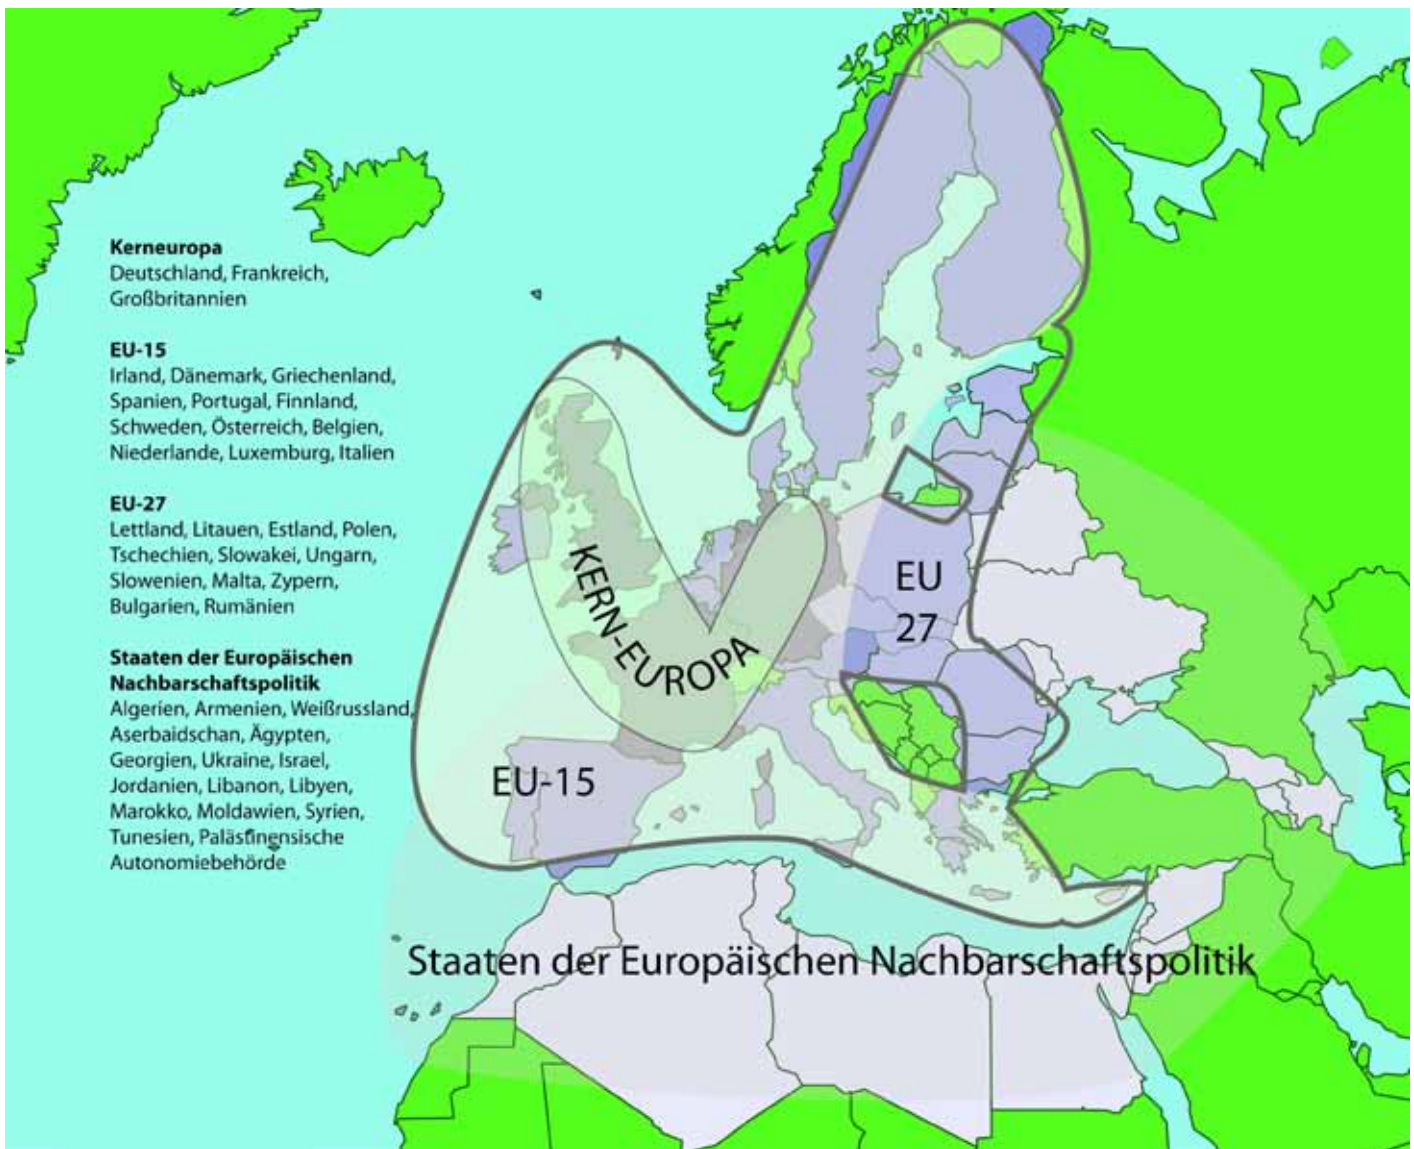 Kerneuropa
Deutschland, Frankreich,
Großbritannien
EU-15
Irland, Dänemark, Griechenland,
Spanien, Portugal, Finnland,
Schweden, Österreich, Belgien,
Niederlande, Luxemburg, Italien
EU-27
Lettland, Litauen, Estland, Polen,
Tschechien, Slowakei, Ungarn,
Slowenien, Malta, Zypern,
Bulgarien, Rumänien
Staaten der Europäischen
Nachbarschaftspolitik
Algerien, Armenien, Weißrussland,
Aserbaidschan, Ägypten,
Georgien, Ukraine, Israel,
Jordanien, Libanon, Libyen,
Marokko, Moldawien, Syrien,
Tunesien, Palästinensische
Autonomiebehörde
KERN-EUROPA
EU
27
EU-15
Staaten der Europäischen Nachbarschaftspolitik